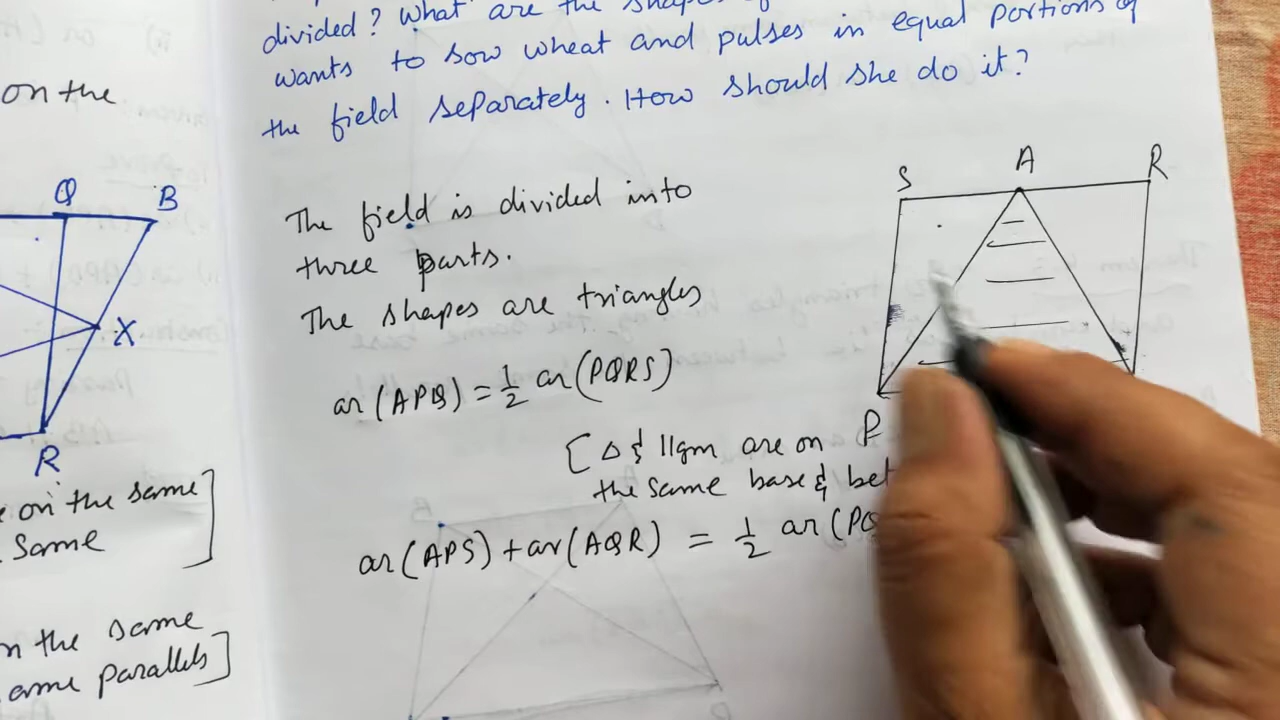 divided? What are the shapes
wants to sow wheat and pulses in equal portions of
the field separately. How should she do it?
on the
Q B
X
R
e on the same
Same
n the same
ame parallels]
The field is divided into
three parts.
The shapes are triangles
ar (APQ) = 1/2 ar (PQRS)
[Δ & llgm are on
the same base & bet
ar (APS) + ar (AQR) = 1/2 ar (PQ
S A R
P